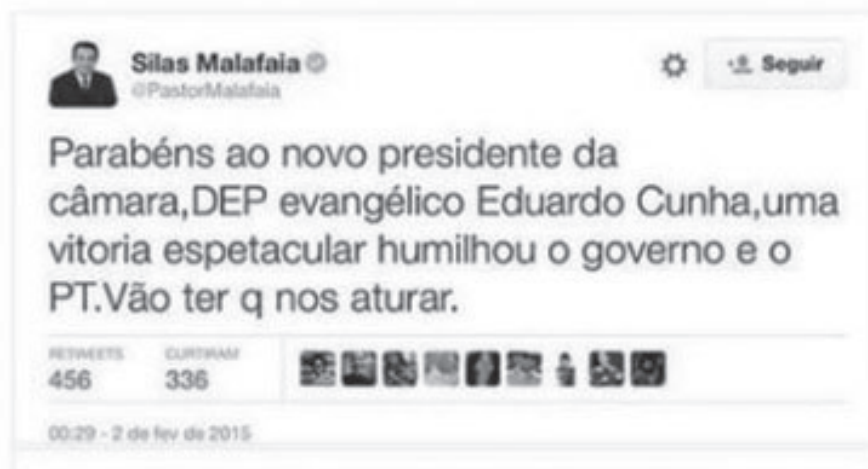 Silas Malafaia
@PastorMalafaia
Seguir
Parabéns ao novo presidente da
câmara,DEP evangélico Eduardo Cunha,uma
vitoria espetacular humilhou o governo e o
PT.Vão ter q nos aturar.
RETWEETS CURTIRAM
456 336
00:29 - 2 de fev de 2015